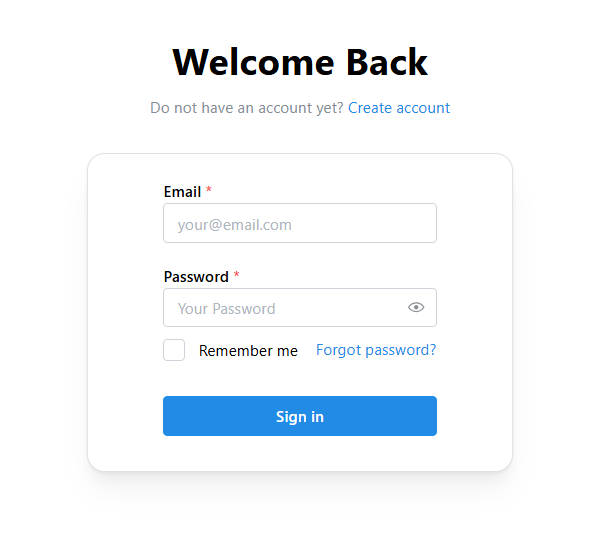 Welcome Back
Do not have an account yet? Create account
Email *
your@email.com
Password *
Your Password
Remember me Forgot password?
Sign in